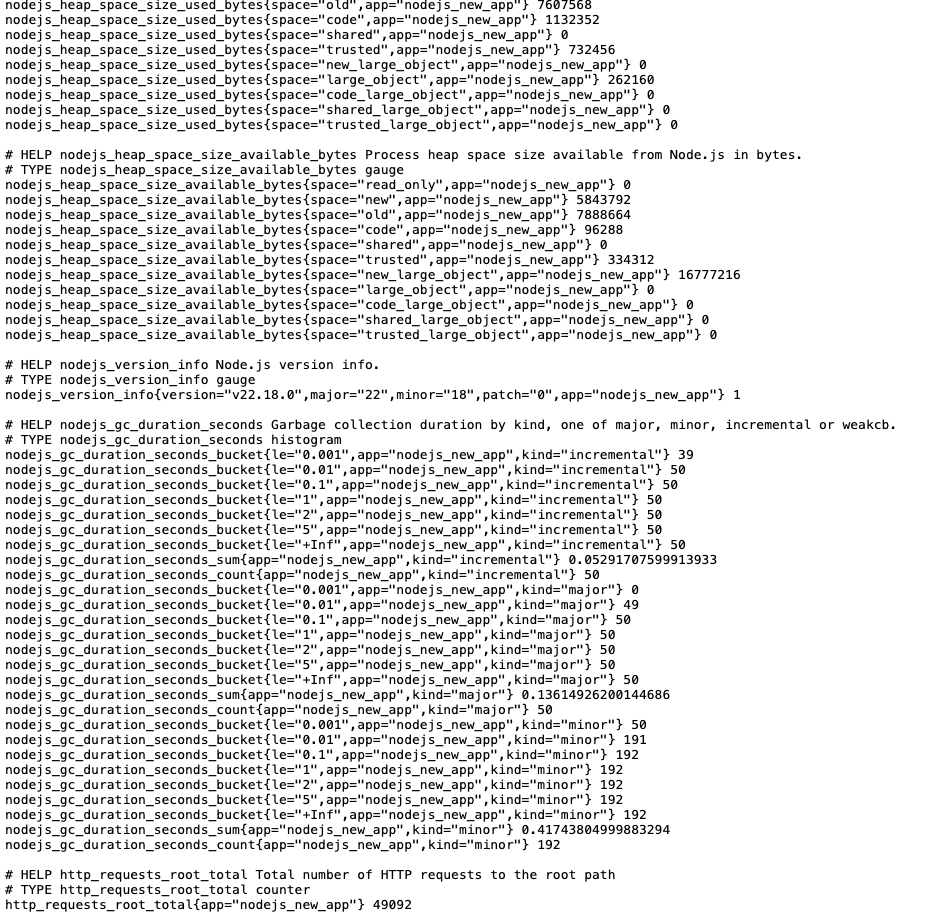 nodejs_heap_space_size_used_bytes{space="old",app="nodejs_new_app"} 7607568
nodejs_heap_space_size_used_bytes{space="code",app="nodejs_new_app"} 1132352
nodejs_heap_space_size_used_bytes{space="shared",app="nodejs_new_app"} 0
nodejs_heap_space_size_used_bytes{space="trusted",app="nodejs_new_app"} 732456
nodejs_heap_space_size_used_bytes{space="new_large_object",app="nodejs_new_app"} 0
nodejs_heap_space_size_used_bytes{space="large_object",app="nodejs_new_app"} 262160
nodejs_heap_space_size_used_bytes{space="code_large_object",app="nodejs_new_app"} 0
nodejs_heap_space_size_used_bytes{space="shared_large_object",app="nodejs_new_app"} 0
nodejs_heap_space_size_used_bytes{space="trusted_large_object",app="nodejs_new_app"} 0

# HELP nodejs_heap_space_size_available_bytes Process heap space size available from Node.js in bytes.
# TYPE nodejs_heap_space_size_available_bytes gauge
nodejs_heap_space_size_available_bytes{space="read_only",app="nodejs_new_app"} 0
nodejs_heap_space_size_available_bytes{space="new",app="nodejs_new_app"} 5843792
nodejs_heap_space_size_available_bytes{space="old",app="nodejs_new_app"} 7888664
nodejs_heap_space_size_available_bytes{space="code",app="nodejs_new_app"} 96288
nodejs_heap_space_size_available_bytes{space="shared",app="nodejs_new_app"} 0
nodejs_heap_space_size_available_bytes{space="trusted",app="nodejs_new_app"} 334312
nodejs_heap_space_size_available_bytes{space="new_large_object",app="nodejs_new_app"} 16777216
nodejs_heap_space_size_available_bytes{space="large_object",app="nodejs_new_app"} 0
nodejs_heap_space_size_available_bytes{space="code_large_object",app="nodejs_new_app"} 0
nodejs_heap_space_size_available_bytes{space="shared_large_object",app="nodejs_new_app"} 0
nodejs_heap_space_size_available_bytes{space="trusted_large_object",app="nodejs_new_app"} 0

# HELP nodejs_version_info Node.js version info.
# TYPE nodejs_version_info gauge
nodejs_version_info{version="v22.18.0",major="22",minor="18",patch="0",app="nodejs_new_app"} 1

# HELP nodejs_gc_duration_seconds Garbage collection duration by kind, one of major, minor, incremental or weakcb.
# TYPE nodejs_gc_duration_seconds histogram
nodejs_gc_duration_seconds_bucket{le="0.001",app="nodejs_new_app",kind="incremental"} 39
nodejs_gc_duration_seconds_bucket{le="0.01",app="nodejs_new_app",kind="incremental"} 50
nodejs_gc_duration_seconds_bucket{le="0.1",app="nodejs_new_app",kind="incremental"} 50
nodejs_gc_duration_seconds_bucket{le="1",app="nodejs_new_app",kind="incremental"} 50
nodejs_gc_duration_seconds_bucket{le="2",app="nodejs_new_app",kind="incremental"} 50
nodejs_gc_duration_seconds_bucket{le="5",app="nodejs_new_app",kind="incremental"} 50
nodejs_gc_duration_seconds_bucket{le="+Inf",app="nodejs_new_app",kind="incremental"} 50
nodejs_gc_duration_seconds_sum{app="nodejs_new_app",kind="incremental"} 0.05291707599913933
nodejs_gc_duration_seconds_count{app="nodejs_new_app",kind="incremental"} 50
nodejs_gc_duration_seconds_bucket{le="0.001",app="nodejs_new_app",kind="major"} 0
nodejs_gc_duration_seconds_bucket{le="0.01",app="nodejs_new_app",kind="major"} 49
nodejs_gc_duration_seconds_bucket{le="0.1",app="nodejs_new_app",kind="major"} 50
nodejs_gc_duration_seconds_bucket{le="1",app="nodejs_new_app",kind="major"} 50
nodejs_gc_duration_seconds_bucket{le="2",app="nodejs_new_app",kind="major"} 50
nodejs_gc_duration_seconds_bucket{le="5",app="nodejs_new_app",kind="major"} 50
nodejs_gc_duration_seconds_bucket{le="+Inf",app="nodejs_new_app",kind="major"} 50
nodejs_gc_duration_seconds_sum{app="nodejs_new_app",kind="major"} 0.13614926200144686
nodejs_gc_duration_seconds_count{app="nodejs_new_app",kind="major"} 50
nodejs_gc_duration_seconds_bucket{le="0.001",app="nodejs_new_app",kind="minor"} 50
nodejs_gc_duration_seconds_bucket{le="0.01",app="nodejs_new_app",kind="minor"} 191
nodejs_gc_duration_seconds_bucket{le="0.1",app="nodejs_new_app",kind="minor"} 192
nodejs_gc_duration_seconds_bucket{le="1",app="nodejs_new_app",kind="minor"} 192
nodejs_gc_duration_seconds_bucket{le="2",app="nodejs_new_app",kind="minor"} 192
nodejs_gc_duration_seconds_bucket{le="5",app="nodejs_new_app",kind="minor"} 192
nodejs_gc_duration_seconds_bucket{le="+Inf",app="nodejs_new_app",kind="minor"} 192
nodejs_gc_duration_seconds_sum{app="nodejs_new_app",kind="minor"} 0.41743804999883294
nodejs_gc_duration_seconds_count{app="nodejs_new_app",kind="minor"} 192

# HELP http_requests_root_total Total number of HTTP requests to the root path
# TYPE http_requests_root_total counter
http_requests_root_total{app="nodejs_new_app"} 49092